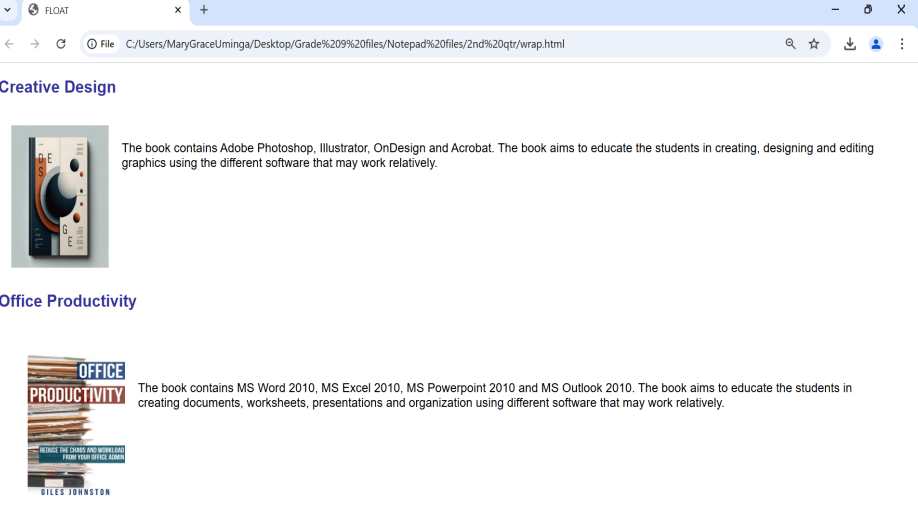 FLOAT
File
C:/Users/MaryGraceUminga/Desktop/Grade%209%20files/Notepad%20files/2nd%20qtr/wrap.html
Creative Design
DE
S
G
E
The book contains Adobe Photoshop, Illustrator, OnDesign and Acrobat. The book aims to educate the students in creating, designing and editing
graphics using the different software that may work relatively.
Office Productivity
OFFICE
PRODUCTIVITY
REDUCE THE CHAOS AND WORKLOAD
FROM YOUR OFFICE ADMIN
GILES JOHNSTON
The book contains MS Word 2010, MS Excel 2010, MS Powerpoint 2010 and MS Outlook 2010. The book aims to educate the students in
creating documents, worksheets, presentations and organization using different software that may work relatively.